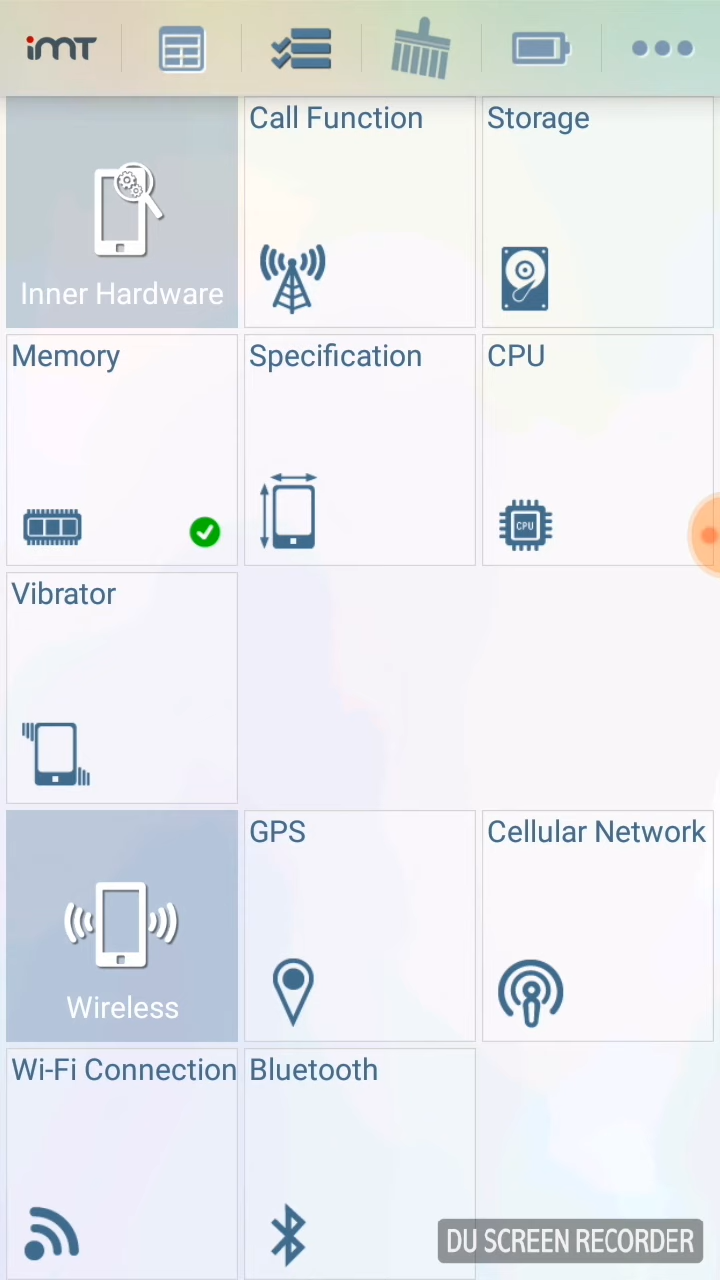 iMT
Call Function
Storage
Inner Hardware
Memory
Specification
CPU
CPU
Vibrator
GPS
Cellular Network
Wireless
Wi-Fi Connection
Bluetooth
DU SCREEN RECORDER